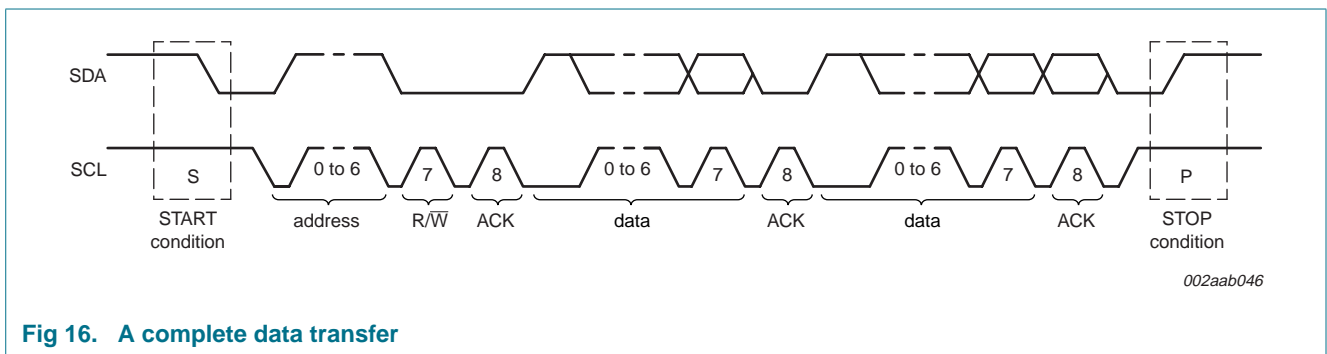 SDA
SCL
S
0 to 6
7
8
0 to 6
7
8
0 to 6
7
8
P
START
condition
address
R/W̅
ACK
data
ACK
data
ACK
STOP
condition
002aab046
Fig 16. A complete data transfer